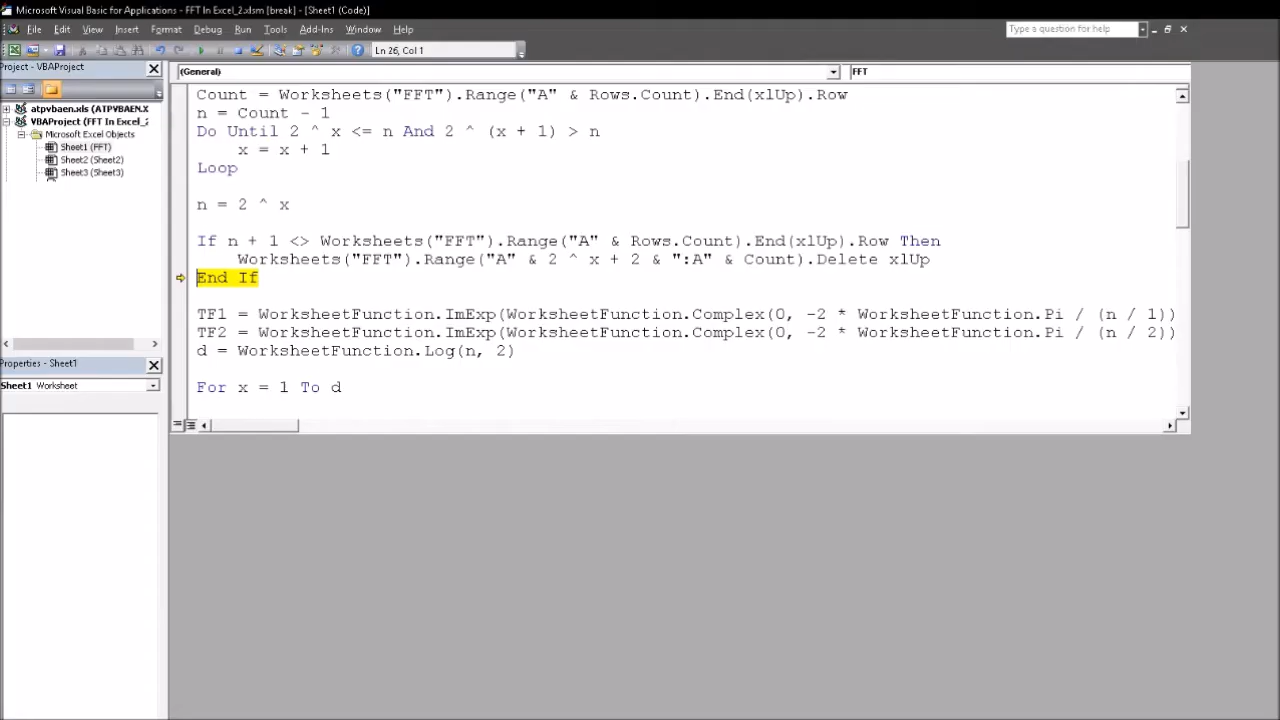 Microsoft Visual Basic for Applications - FFT In Excel_2.xlsm [break] - [Sheet1 (Code)]
File Edit View Insert Format Debug Run Tools Add-Ins Window Help
Type a question for help
Ln 26, Col 1
Project - VBAProject
(General)
FFT
atpvbaen.xls (ATPVBAEN.X
VBAProject (FFT In Excel_2
Microsoft Excel Objects
Sheet1 (FFT)
Sheet2 (Sheet2)
Sheet3 (Sheet3)
Properties - Sheet1
Sheet1 Worksheet
Count = Worksheets("FFT").Range("A" & Rows.Count).End(xlUp).Row
n = Count - 1
Do Until 2 ^ x <= n And 2 ^ (x + 1) > n
x = x + 1
Loop
n = 2 ^ x
If n + 1 <> Worksheets("FFT").Range("A" & Rows.Count).End(xlUp).Row Then
Worksheets("FFT").Range("A" & 2 ^ x + 2 & ":A" & Count).Delete xlUp
End If
TF1 = WorksheetFunction.ImExp(WorksheetFunction.Complex(0, -2 * WorksheetFunction.Pi / (n / 1))
TF2 = WorksheetFunction.ImExp(WorksheetFunction.Complex(0, -2 * WorksheetFunction.Pi / (n / 2))
d = WorksheetFunction.Log(n, 2)
For x = 1 To d